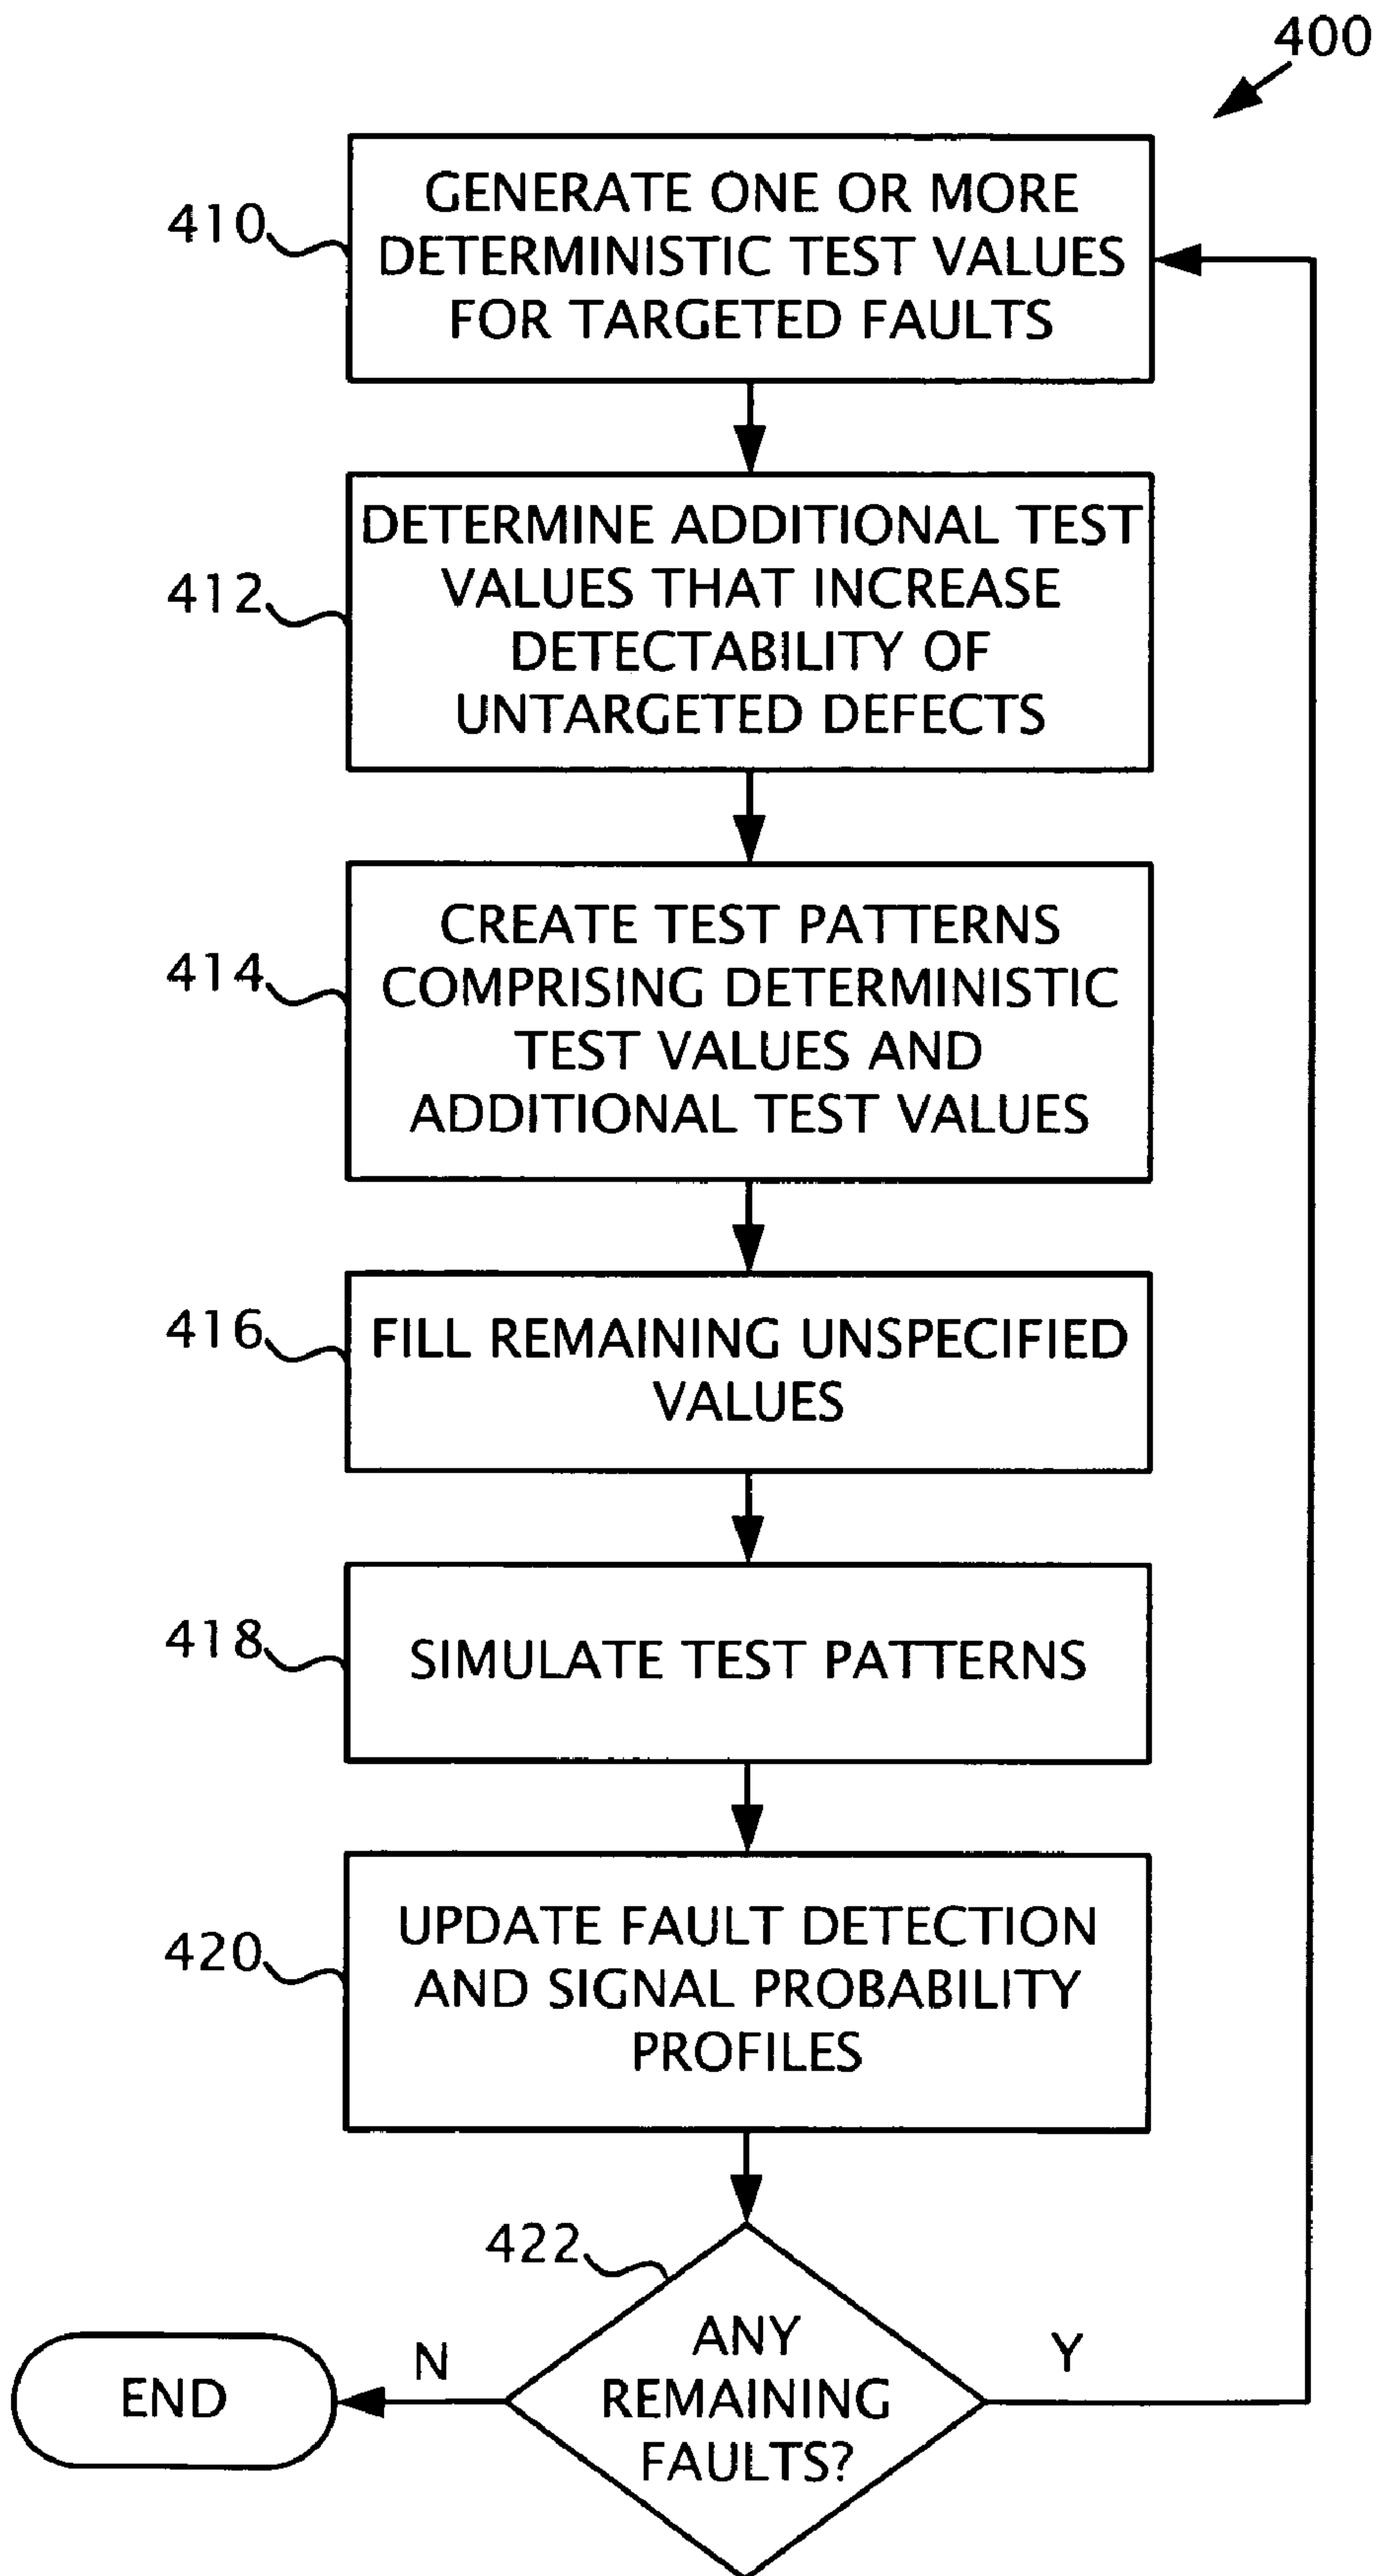 400
410
GENERATE ONE OR MORE
DETERMINISTIC TEST VALUES
FOR TARGETED FAULTS
412
DETERMINE ADDITIONAL TEST
VALUES THAT INCREASE
DETECTABILITY OF
UNTARGETED DEFECTS
414
CREATE TEST PATTERNS
COMPRISING DETERMINISTIC
TEST VALUES AND
ADDITIONAL TEST VALUES
416
FILL REMAINING UNSPECIFIED
VALUES
418
SIMULATE TEST PATTERNS
420
UPDATE FAULT DETECTION
AND SIGNAL PROBABILITY
PROFILES
422
ANY
REMAINING
FAULTS?
N
Y
END